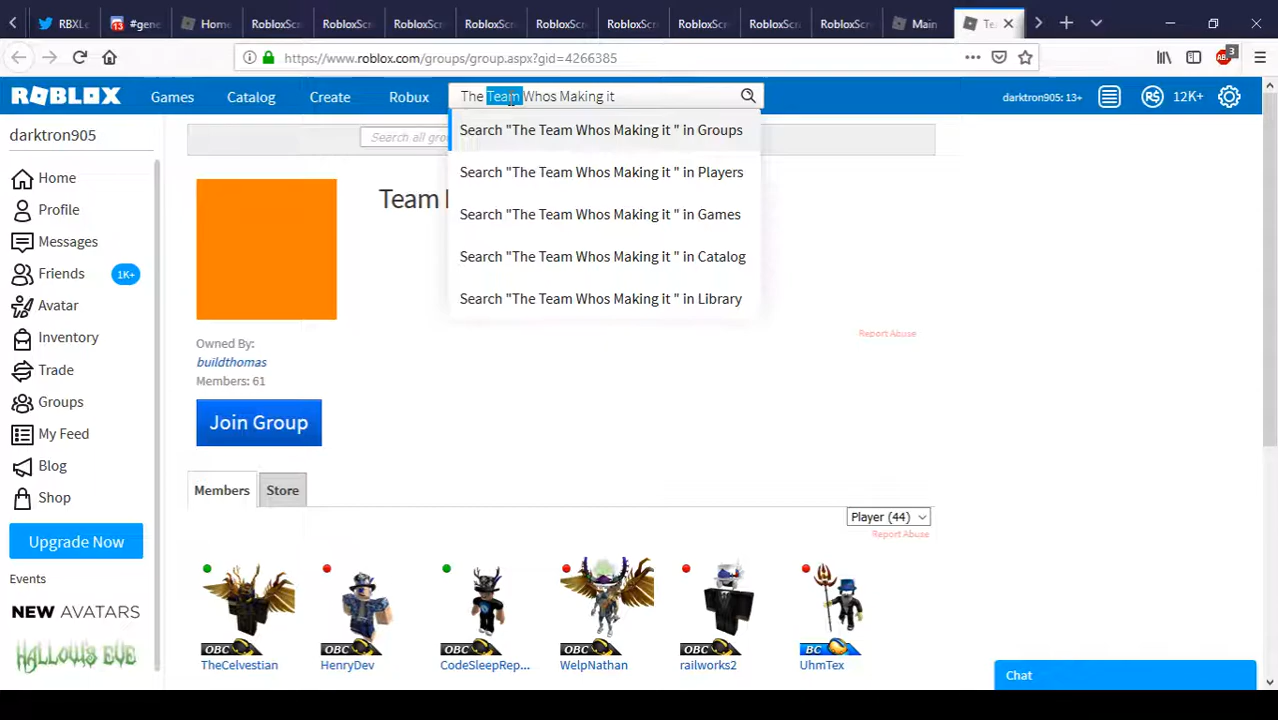 RBXLe
#gene
Home
RobloxScr
RobloxScr
RobloxScr
RobloxScr
RobloxScr
RobloxScr
RobloxScr
RobloxScr
RobloxScr
Main
Te
https://www.roblox.com/groups/group.aspx?gid=4266385
3
ROBLOX
Games
Catalog
Create
Robux
The Team Whos Making it
darktron905: 13+
R$ 12K+
darktron905
Search all gro
Search "The Team Whos Making it " in Groups
Search "The Team Whos Making it " in Players
Search "The Team Whos Making it " in Games
Search "The Team Whos Making it " in Catalog
Search "The Team Whos Making it " in Library
Home
Profile
Messages
Friends 1K+
Avatar
Inventory
Trade
Groups
My Feed
Blog
Shop
Upgrade Now
Events
NEW AVATARS
HALLOW'S EVE
Team
Report Abuse
Owned By:
buildthomas
Members: 61
Join Group
Members
Store
Player (44)
Report Abuse
OBC
OBC
OBC
OBC
OBC
BC
TheCelvestian
HenryDev
CodeSleepRep...
WelpNathan
railworks2
UhmTex
Chat